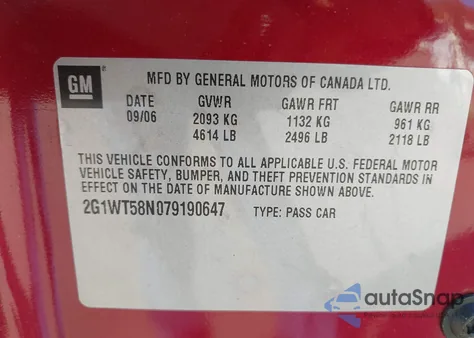 GM
MFD BY GENERAL MOTORS OF CANADA LTD.
DATE GVWR GAWR FRT GAWR RR
09/06 2093 KG 1132 KG 961 KG
4614 LB 2496 LB 2118 LB
THIS VEHICLE CONFORMS TO ALL APPLICABLE U.S. FEDERAL MOTOR
VEHICLE SAFETY, BUMPER, AND THEFT PREVENTION STANDARDS IN
EFFECT ON THE DATE OF MANUFACTURE SHOWN ABOVE.
2G1WT58N079190647 TYPE: PASS CAR
autoSnap